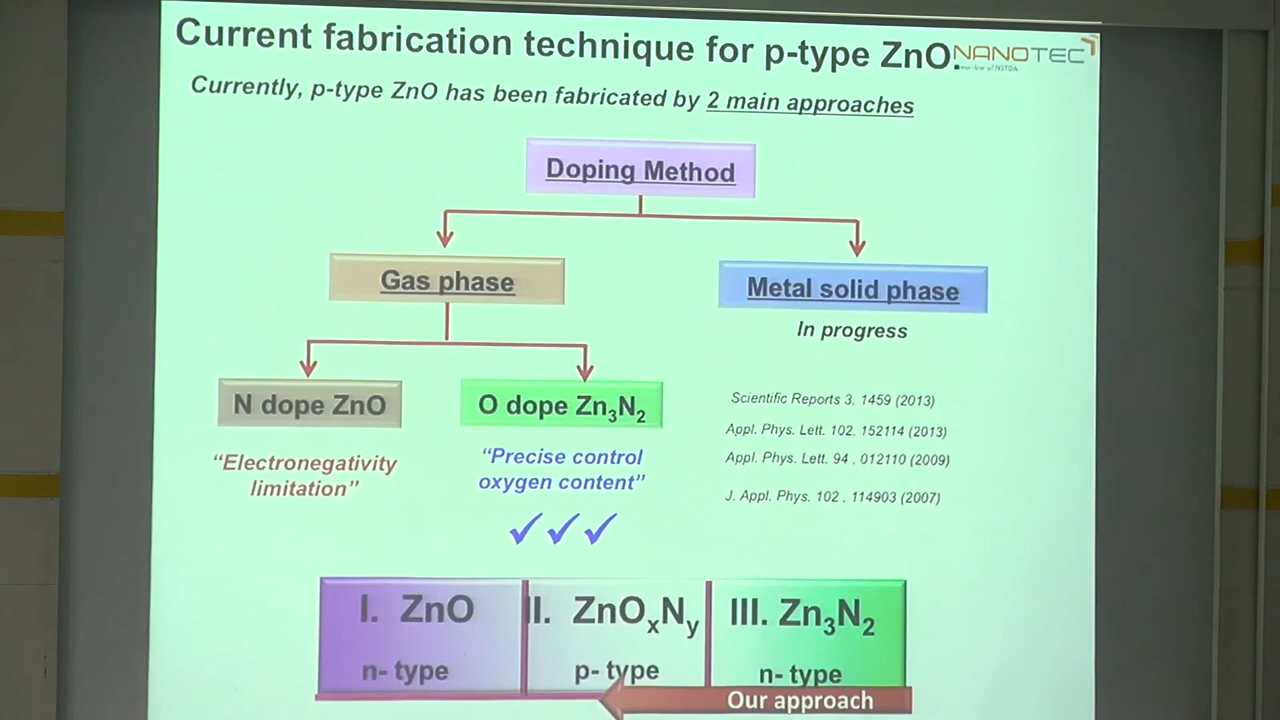 Current fabrication technique for p-type ZnO
NANOTEC
Currently, p-type ZnO has been fabricated by 2 main approaches
Doping Method
Gas phase
Metal solid phase
In progress
N dope ZnO
O dope Zn₃N₂
"Electronegativity
limitation"
"Precise control
oxygen content"
✓✓✓
Scientific Reports 3, 1459 (2013)
Appl. Phys. Lett. 102, 152114 (2013)
Appl. Phys. Lett. 94 , 012110 (2009)
J. Appl. Phys. 102 , 114903 (2007)
I. ZnO
n- type
II. ZnOₓNᵧ
p- type
III. Zn₃N₂
n- type
Our approach